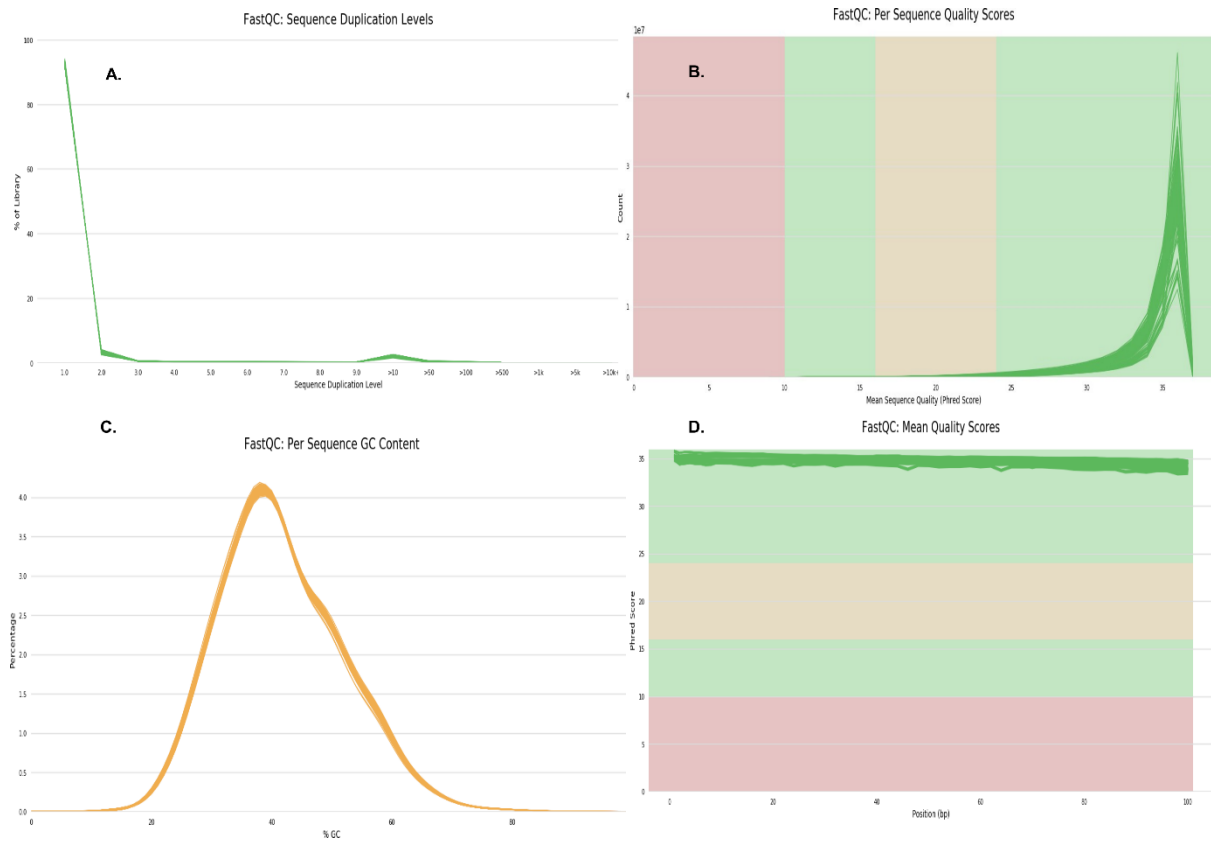 FastQC: Sequence Duplication Levels
A.
100
80
60
40
20
0
% of Library
1.0 2.0 3.0 4.0 5.0 6.0 7.0 8.0 9.0 >10 >50 >100 >500 >1k >5k >10k+
Sequence Duplication Level
FastQC: Per Sequence Quality Scores
1e7
B.
4
3
2
1
0
Count
0 5 10 15 20 25 30 35
Mean Sequence Quality (Phred Score)
C.
FastQC: Per Sequence GC Content
4.0
3.5
3.0
2.5
2.0
1.5
1.0
0.5
0.0
Percentage
0 20 40 60 80
% GC
D.
FastQC: Mean Quality Scores
35
30
25
20
15
10
5
0
Phred Score
0 20 40 60 80 100
Position (bp)